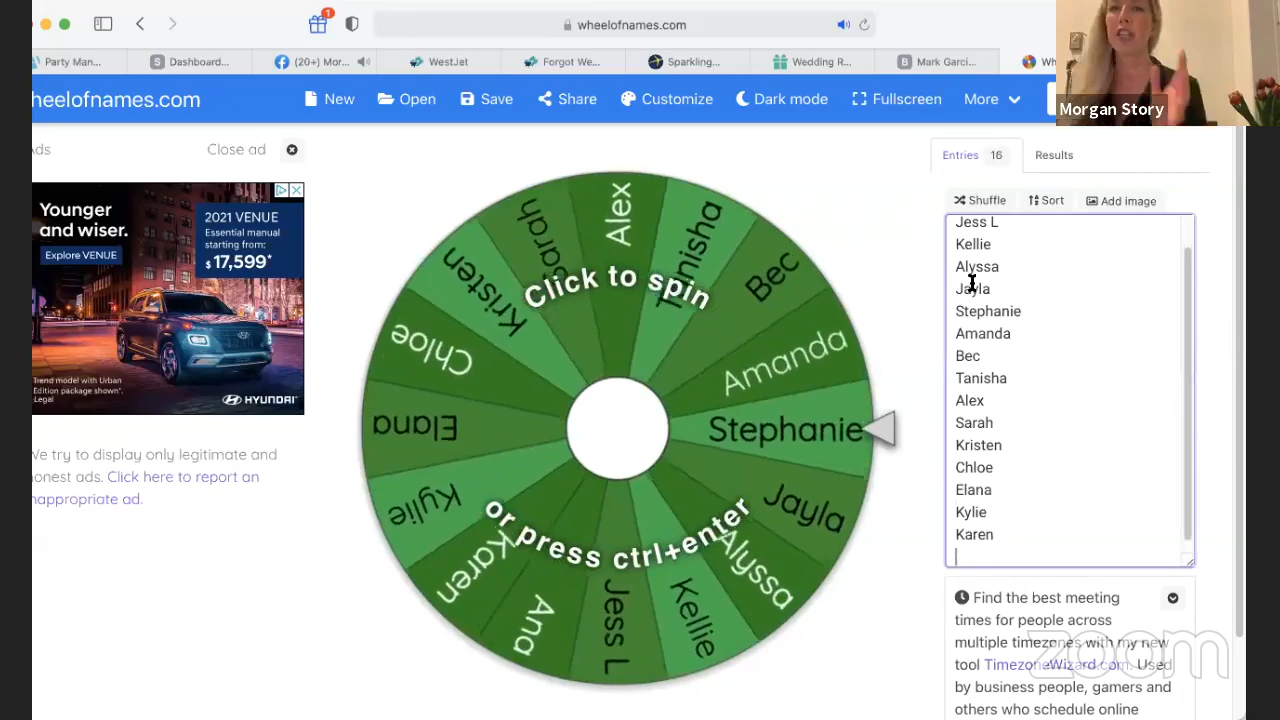 1
wheelofnames.com
Party Man...
S Dashboard...
(20+) Mor...
WestJet
Forgot We...
Sparkling...
Wedding R...
B Mark Garci...
Wh
Morgan Story
heelofnames.com
New
Open
Save
Share
Customize
Dark mode
Fullscreen
More
Ads
Close ad
Younger
and wiser.
Explore VENUE
2021 VENUE
Essential manual
starting from:
$17,599*
Trend model with Urban
Edition package shown*.
Legal
HYUNDAI
We try to display only legitimate and
honest ads. Click here to report an
inappropriate ad.
Click to spin
or press ctrl+enter
Alex
Tanisha
Bec
Amanda
Stephanie
Jayla
Alyssa
Kellie
Jess L
Ana
Karen
Kylie
Elana
Chloe
Kristen
Sarah
Entries 16
Results
Shuffle
Sort
Add image
Jess L
Kellie
Alyssa
Jayla
Stephanie
Amanda
Bec
Tanisha
Alex
Sarah
Kristen
Chloe
Elana
Kylie
Karen
Find the best meeting
times for people across
multiple timezones with my new
tool TimezoneWizard.com. Used
by business people, gamers and
others who schedule online
zoom